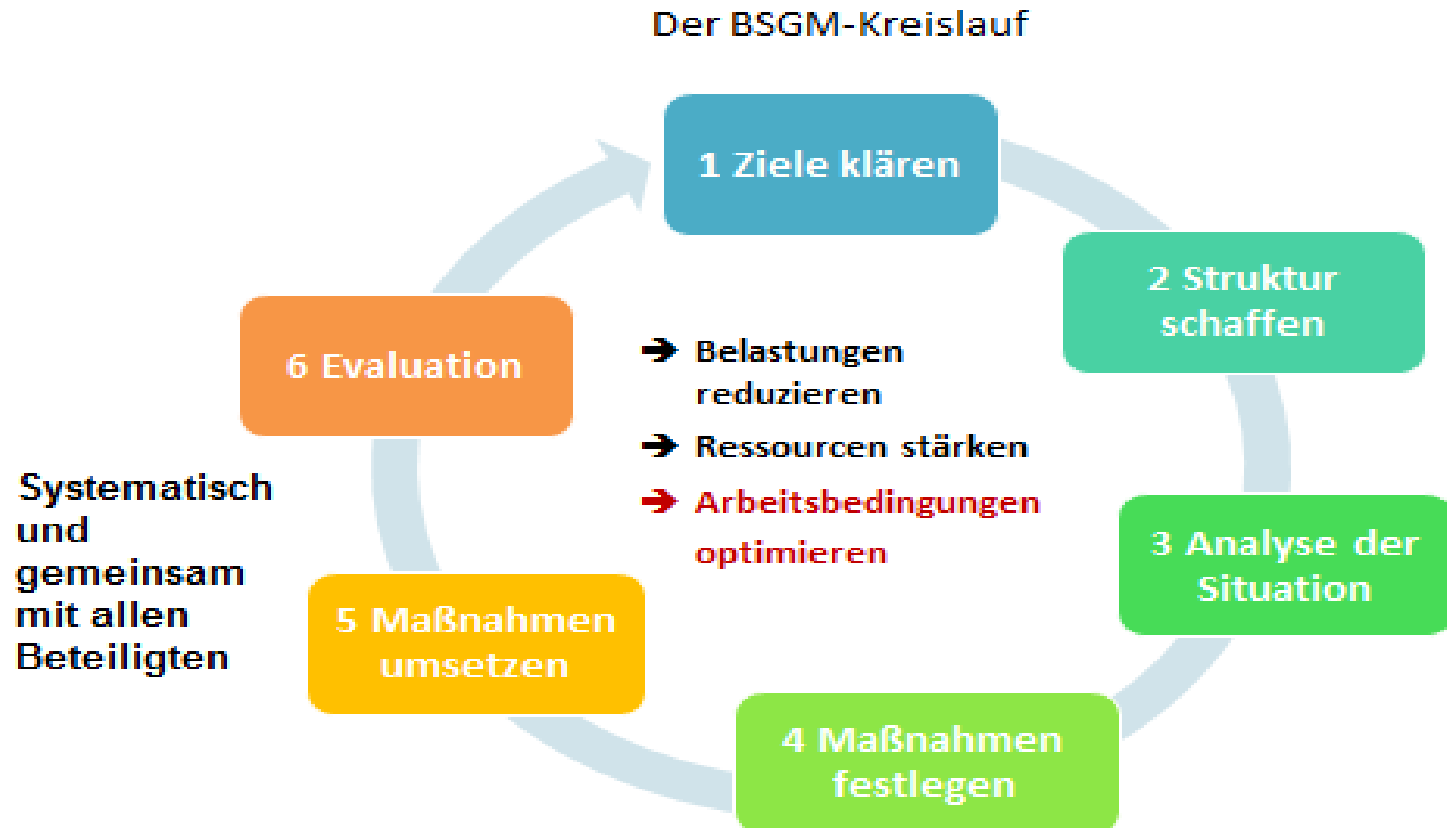 Der BSGM-Kreislauf
1 Ziele klären
2 Struktur
schaffen
3 Analyse der
Situation
4 Maßnahmen
festlegen
5 Maßnahmen
umsetzen
6 Evaluation
➔ Belastungen
reduzieren
➔ Ressourcen stärken
➔ Arbeitsbedingungen
optimieren
Systematisch
und
gemeinsam
mit allen
Beteiligten